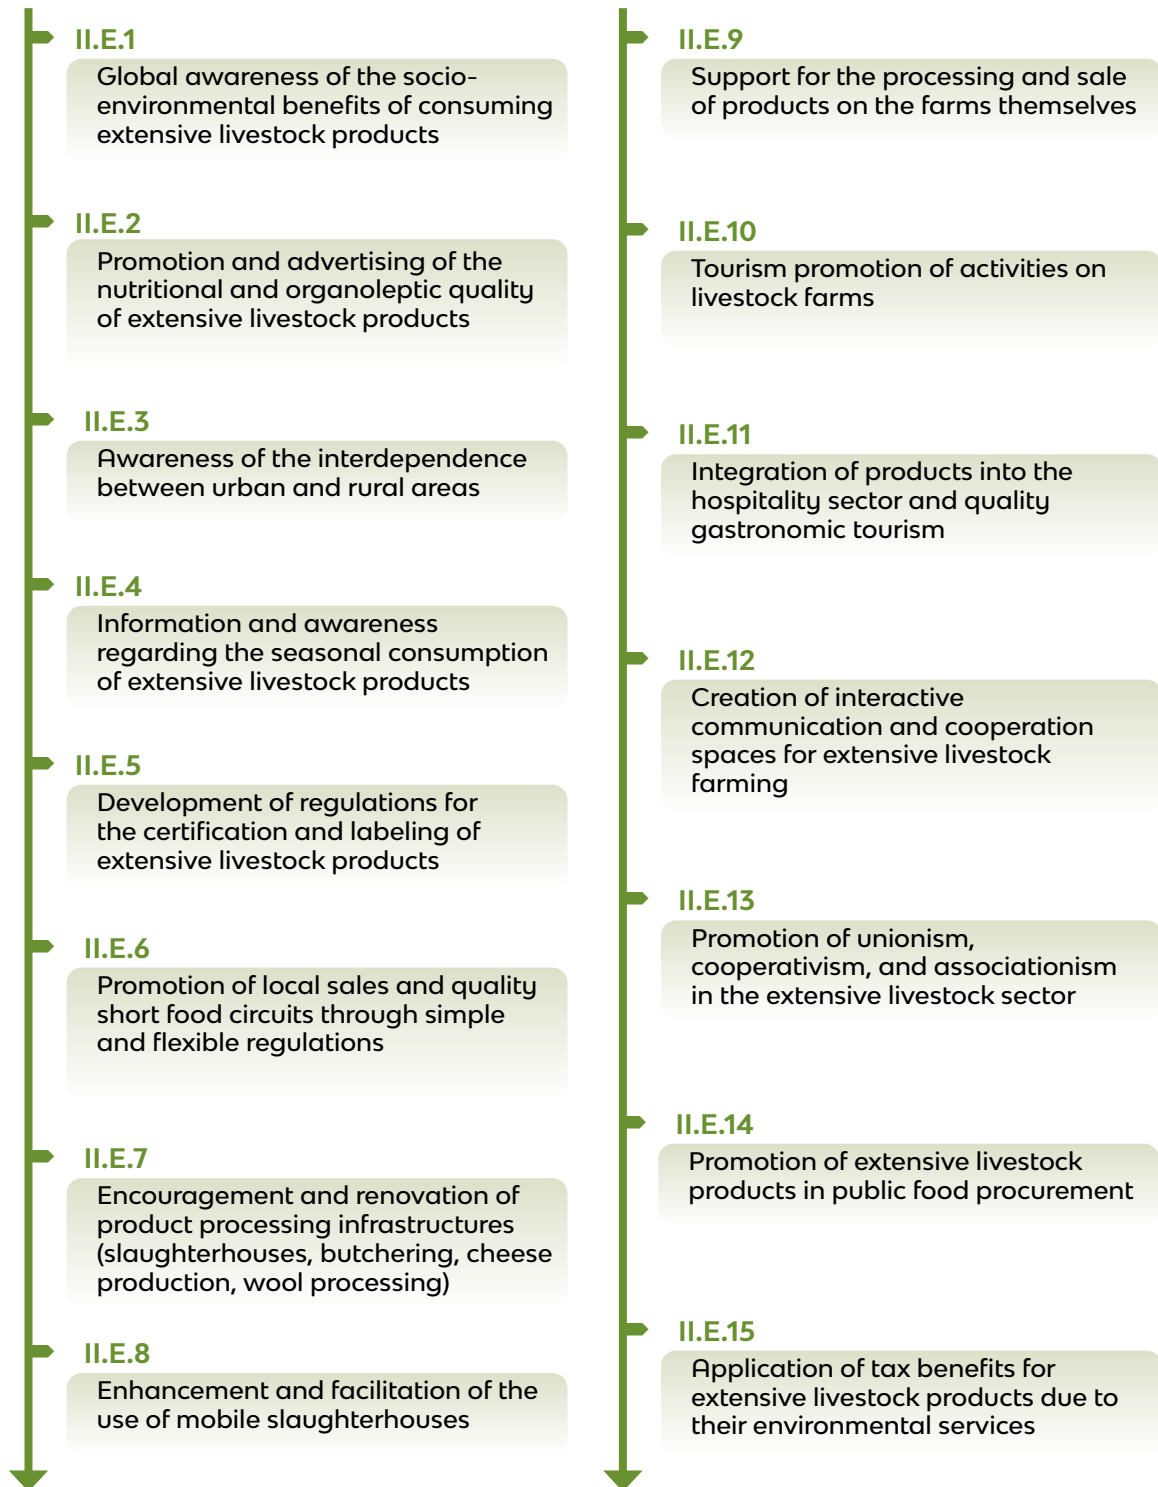 II.E.1
Global awareness of the socio-
environmental benefits of consuming
extensive livestock products
II.E.2
Promotion and advertising of the
nutritional and organoleptic quality
of extensive livestock products
II.E.3
Awareness of the interdependence
between urban and rural areas
II.E.4
Information and awareness
regarding the seasonal consumption
of extensive livestock products
II.E.5
Development of regulations for
the certification and labeling of
extensive livestock products
II.E.6
Promotion of local sales and quality
short food circuits through simple
and flexible regulations
II.E.7
Encouragement and renovation of
product processing infrastructures
(slaughterhouses, butchering, cheese
production, wool processing)
II.E.8
Enhancement and facilitation of the
use of mobile slaughterhouses
II.E.9
Support for the processing and sale
of products on the farms themselves
II.E.10
Tourism promotion of activities on
livestock farms
II.E.11
Integration of products into the
hospitality sector and quality
gastronomic tourism
II.E.12
Creation of interactive
communication and cooperation
spaces for extensive livestock
farming
II.E.13
Promotion of unionism,
cooperativism, and associationism
in the extensive livestock sector
II.E.14
Promotion of extensive livestock
products in public food procurement
II.E.15
Application of tax benefits for
extensive livestock products due to
their environmental services